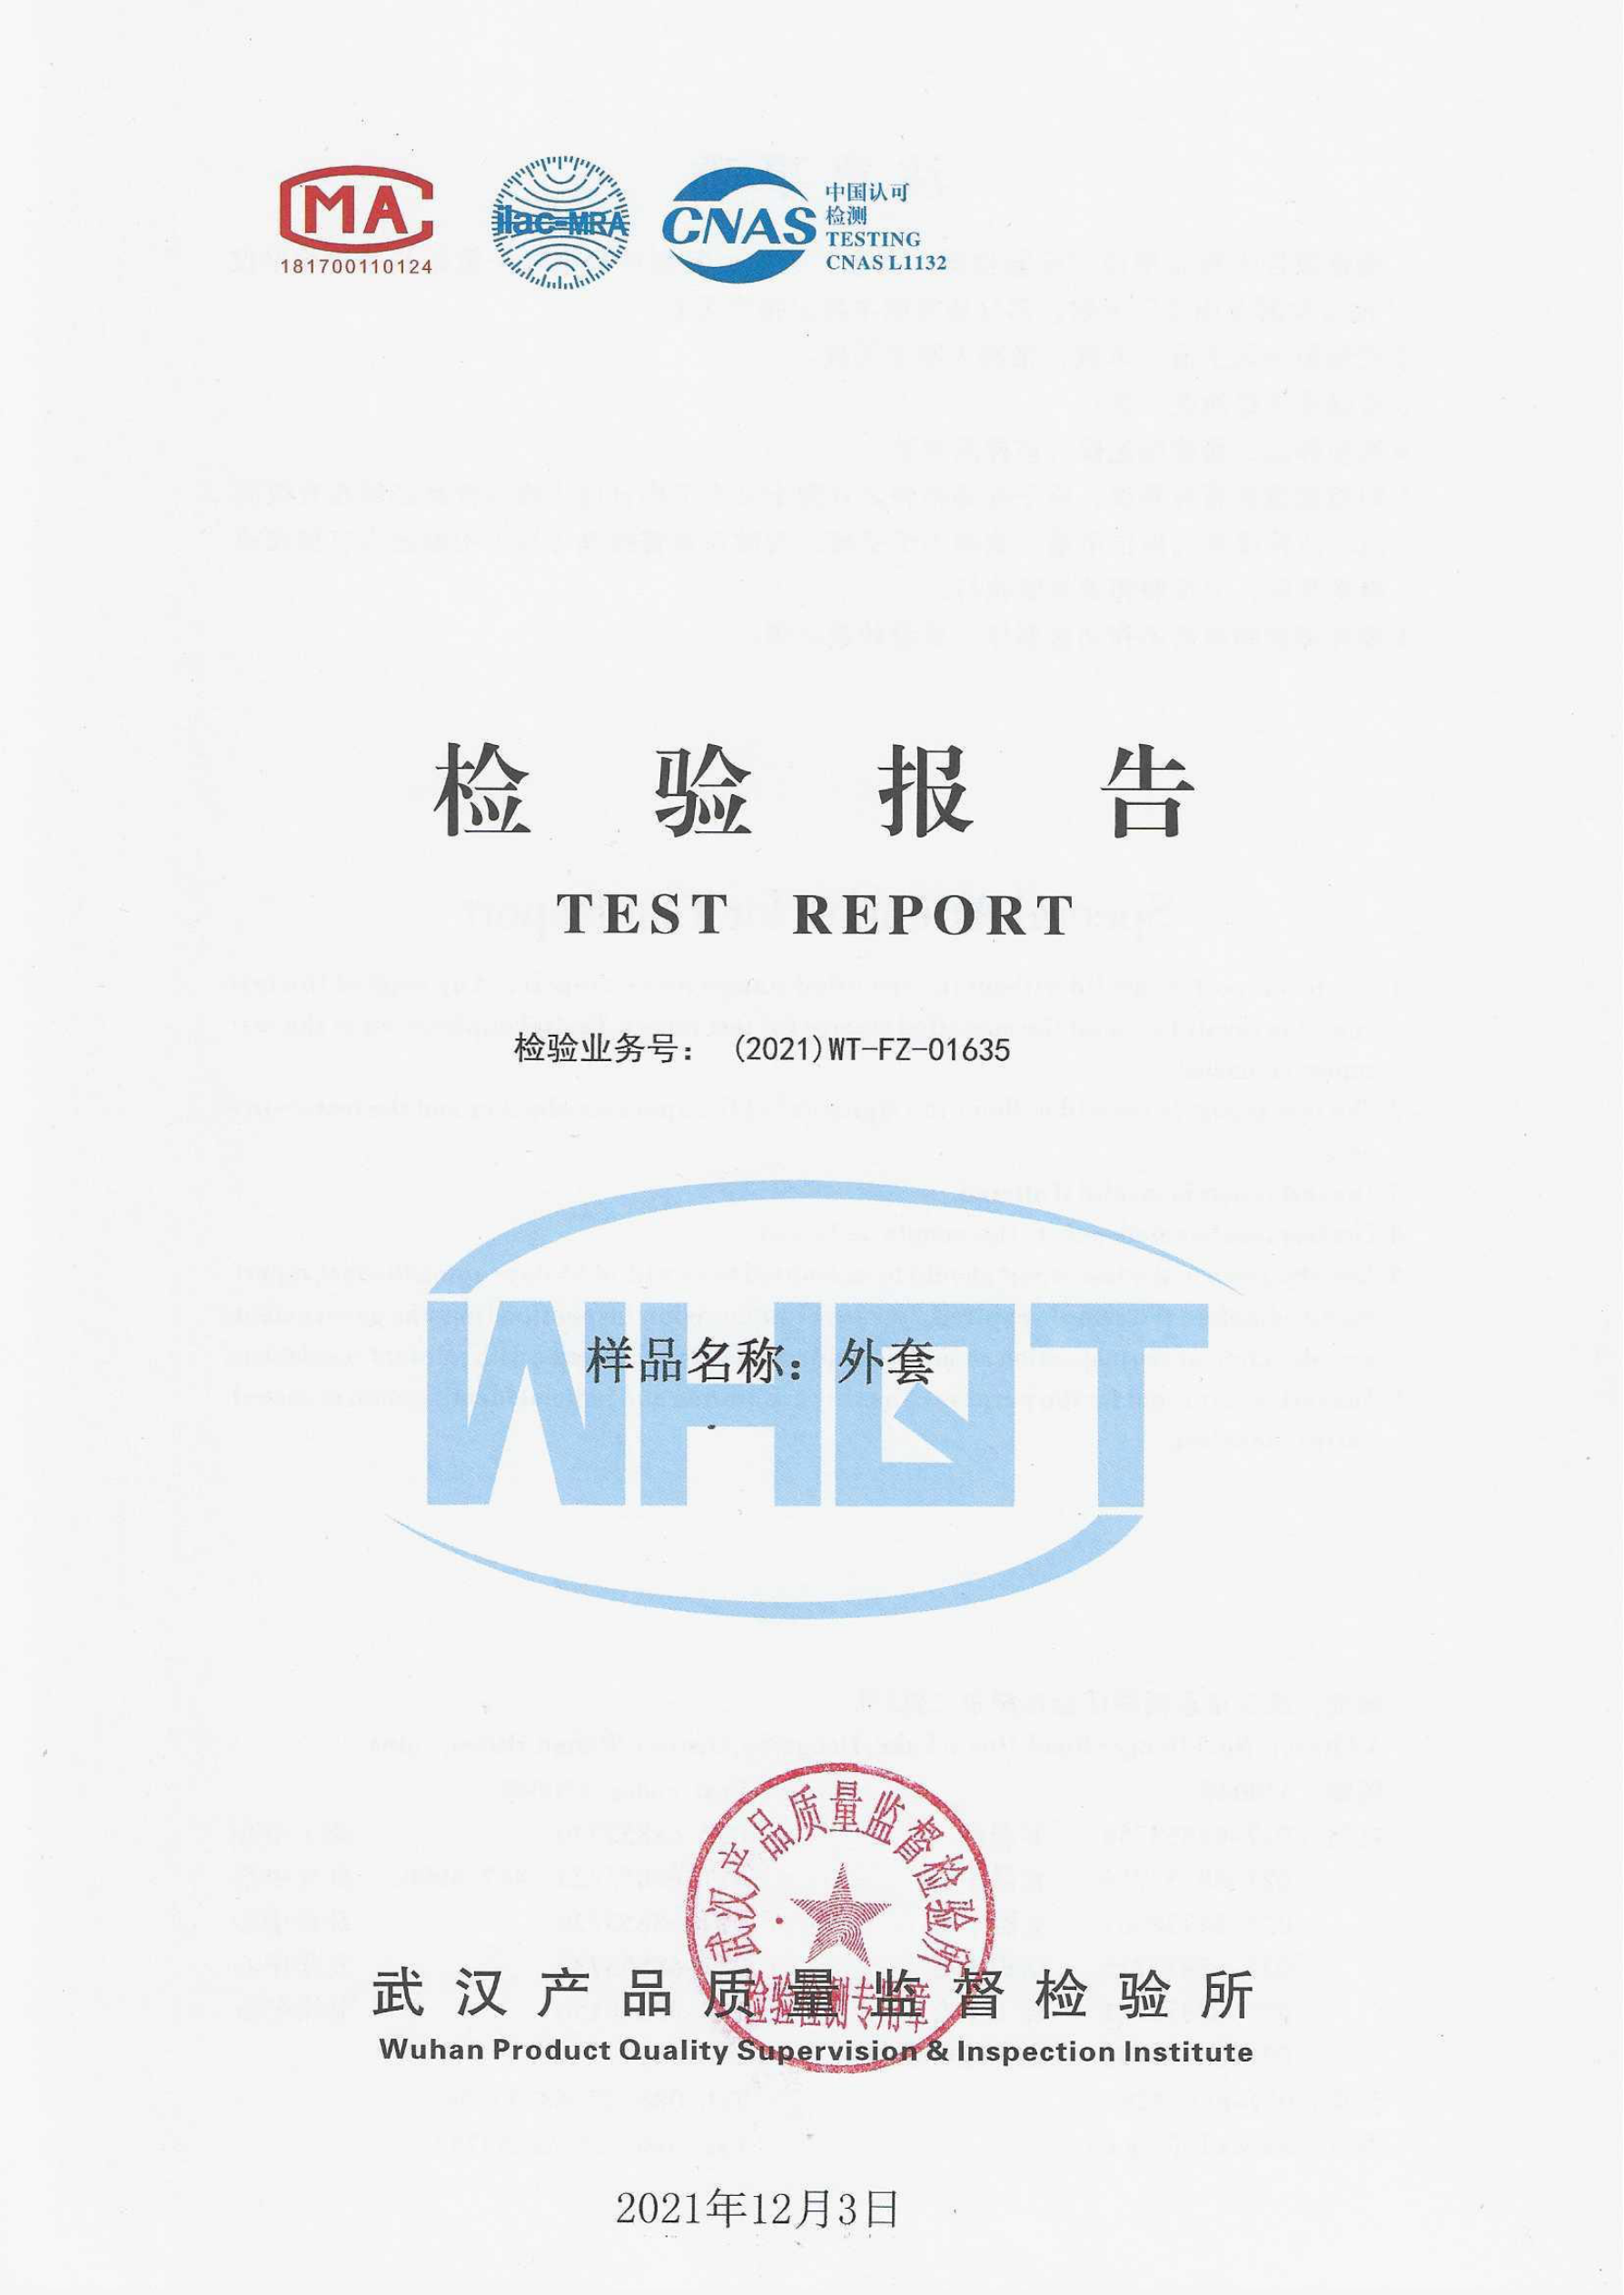 MA
181700110124
ilac-MRA
CNAS
中国认可
检测
TESTING
CNAS L1132
检验报告
TEST REPORT
检验业务号： (2021)WT-FZ-01635
WHQT
样品名称：外套
武汉产品质量监督检验所
检验检测专用章
武汉产品质量监督检验所
Wuhan Product Quality Supervision & Inspection Institute
2021年12月3日